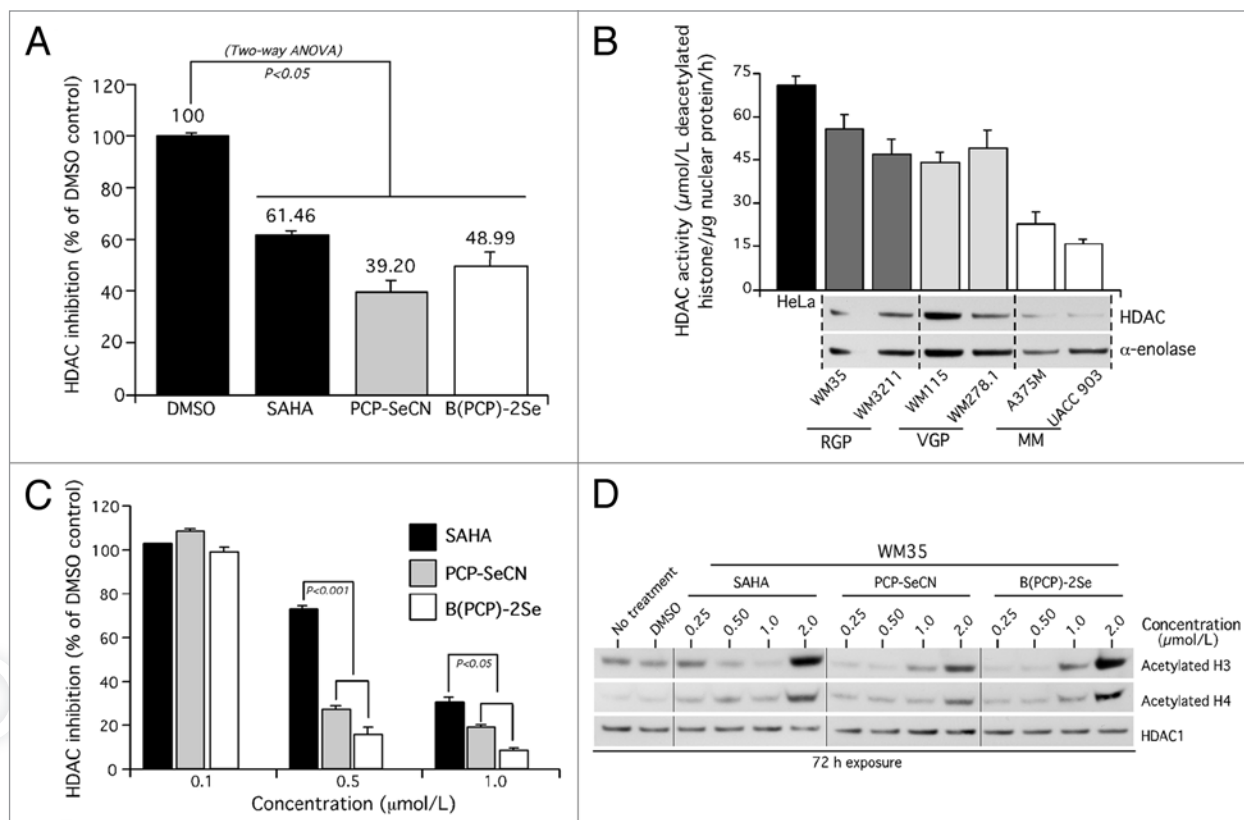 A
(Two-way ANOVA)
P<0.05
HDAC inhibition (% of DMSO control)
120
100
80
60
40
20
0
100
61.46
39.20
48.99
DMSO SAHA PCP-SeCN B(PCP)-2Se
B
HDAC activity (μmol/L deacetylated
histone/μg nuclear protein/h)
75
60
45
30
15
0
HeLa
HDAC
α-enolase
WM35 WM3211 WM115 WM278.1 A375M UACC 903
RGP VGP MM
C
HDAC inhibition (% of DMSO control)
120
100
80
60
40
20
0
SAHA
PCP-SeCN
B(PCP)-2Se
P<0.001
P<0.05
0.1 0.5 1.0
Concentration (μmol/L)
D
WM35
No treatment DMSO
SAHA PCP-SeCN B(PCP)-2Se
0.25 0.50 1.0 2.0 0.25 0.50 1.0 2.0 0.25 0.50 1.0 2.0
Concentration
(μmol/L)
Acetylated H3
Acetylated H4
HDAC1
72 h exposure